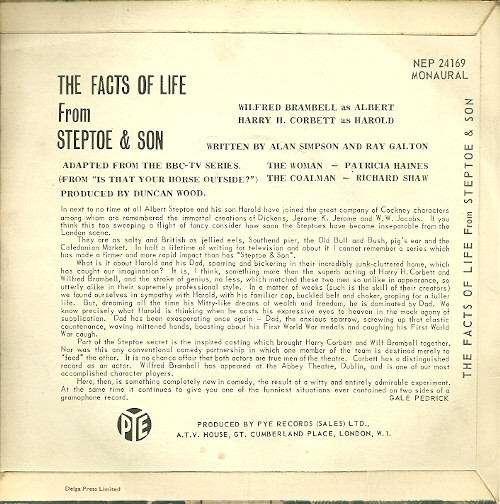 NEP 24169
MONAURAL
THE FACTS OF LIFE
From
STEPTOE & SON
WILFRED BRAMBELL as ALBERT
HARRY H. CORBETT as HAROLD
WRITTEN BY ALAN SIMPSON AND RAY GALTON
ADAPTED FROM THE BBC-TV SERIES.
(FROM "IS THAT YOUR HORSE OUTSIDE?")
PRODUCED BY DUNCAN WOOD.
THE WOMAN - PATRICIA HAINES
THE COALMAN - RICHARD SHAW
In next to no time at all Albert Steptoe and his son Harold have joined the great company of Cockney characters
among whom are remembered the immortal creations of Dickens, Jerome K. Jerome and W.W. Jacobs. If you
think this too sweeping a flight of fancy consider how soon the Steptoes have become inseparable from the
London scene.
They are as salty and British as jellied eels, Southend pier, the Old Bull and Bush, pig's ear and the
Caledonian Market. In half a lifetime of writing for television and about it I cannot remember a series which
has made a firmer and more rapid impact than has "Steptoe & Son".
What is it about Harold and his Dad, sparring and bickering in their incredibly junk-cluttered home, which
has caught our imagination? It is, I think, something more than the superb acting of Harry H. Corbett and
Wilfred Brambell, and the stroke of genius, no less, which matched these two men so unlike in appearance, so
utterly alike in their supremely professional style. In a matter of weeks (such is the skill of their creators)
we found ourselves in sympathy with Harold, with his familiar cap, buckled belt and choker, groping for a fuller
life. But, dreaming all the time his Mitty-like dreams of wealth and freedom, he is dominated by Dad. We
know precisely what Harold is thinking when he casts his expressive eyes to heaven in the mock agony of
supplication. Dad has been exasperating once again - Dad, the anxious sparrow, screwing up that elastic
countenance, waving mittened hands, boasting about his First World War medals and coughing his First World
War cough.
Part of the Steptoe secret is the inspired casting which brought Harry Corbett and Will Brambell together.
Nor was this any conventional comedy partnership in which one member of the team is destined merely to
"feed" the other. It is no chance affair that both actors are true men of the theatre. Corbett has a distinguished
record as an actor. Wilfred Brambell has appeared at the Abbey Theatre, Dublin, and is one of our most
accomplished character players.
Here, then, is something completely new in comedy, the result of a witty and entirely admirable experiment.
At the same time it continues to give you one of the funniest situations ever contained on two sides of a
gramophone record.
GALE PEDRICK
PYE
PRODUCED BY PYE RECORDS (SALES) LTD.,
A.T.V. HOUSE, GT. CUMBERLAND PLACE, LONDON, W.1.
Delga Press Limited
THE FACTS OF LIFE From STEPTOE & SON